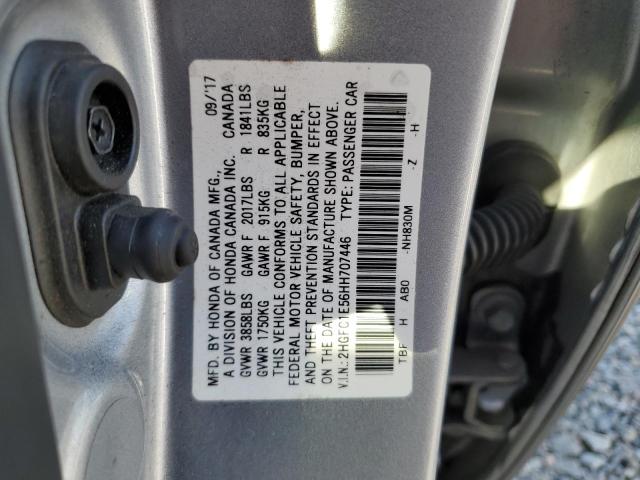 MFD. BY HONDA OF CANADA MFG., 09/'17
A DIVISION OF HONDA CANADA INC. CANADA
GVWR 3858LBS GAWR F 2017LBS R 1841LBS
GVWR 1750KG GAWR F 915KG R 835KG
THIS VEHICLE CONFORMS TO ALL APPLICABLE
FEDERAL MOTOR VEHICLE SAFETY, BUMPER,
AND THEFT PREVENTION STANDARDS IN EFFECT
ON THE DATE OF MANUFACTURE SHOWN ABOVE.
V.I.N.: 2HGFC1E56HH707446 TYPE: PASSENGER CAR
TBF H AB0 -NH830M -Z -H